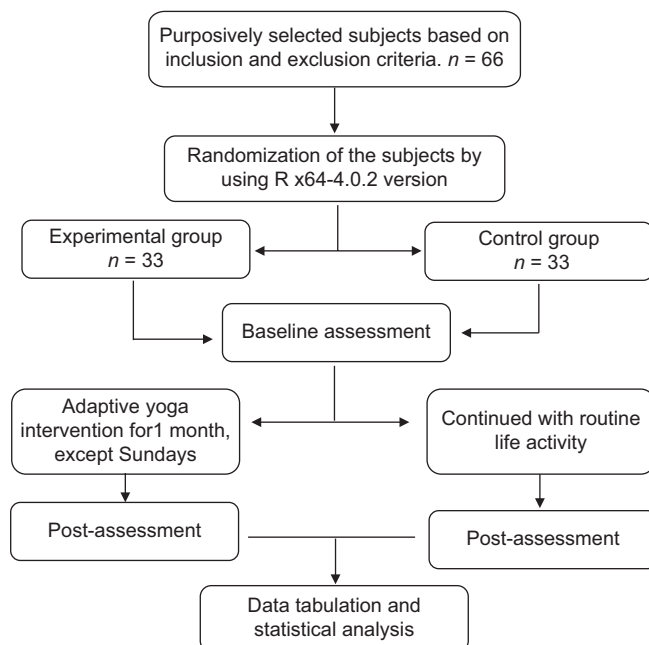 Purposively selected subjects based on
inclusion and exclusion criteria. n = 66
Randomization of the subjects by
using R x64-4.0.2 version
Experimental group
n = 33
Control group
n = 33
Baseline assessment
Adaptive yoga
intervention for1 month,
except Sundays
Continued with routine
life activity
Post-assessment
Post-assessment
Data tabulation and
statistical analysis